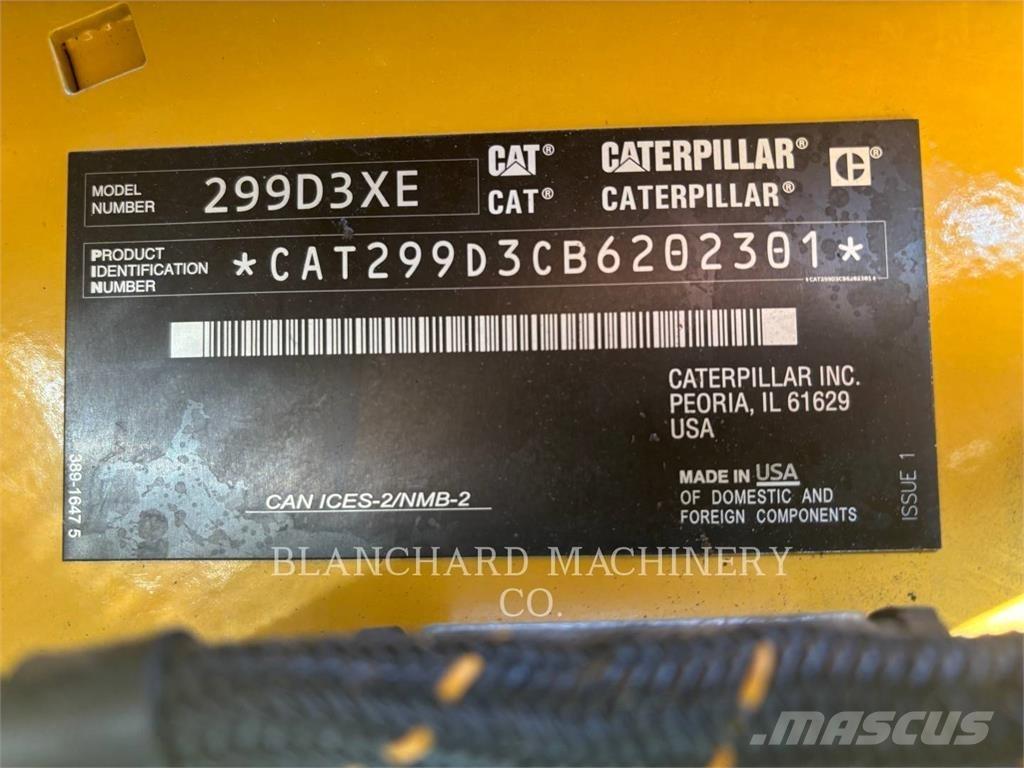 MODEL NUMBER 299D3XE
CAT® CATERPILLAR® C®
CAT® CATERPILLAR®
PRODUCT IDENTIFICATION NUMBER *CAT299D3CB6202301*
*CAT299D3CB6202301*
CATERPILLAR INC.
PEORIA, IL 61629
USA
MADE IN USA
OF DOMESTIC AND
FOREIGN COMPONENTS
CAN ICES-2/NMB-2
389-1647 5
ISSUE 1
BLANCHARD MACHINERY
CO.
MASCUS